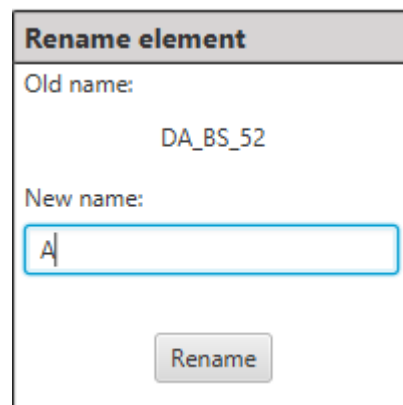 Rename element
Old name:
DA_BS_52
New name:
A
Rename